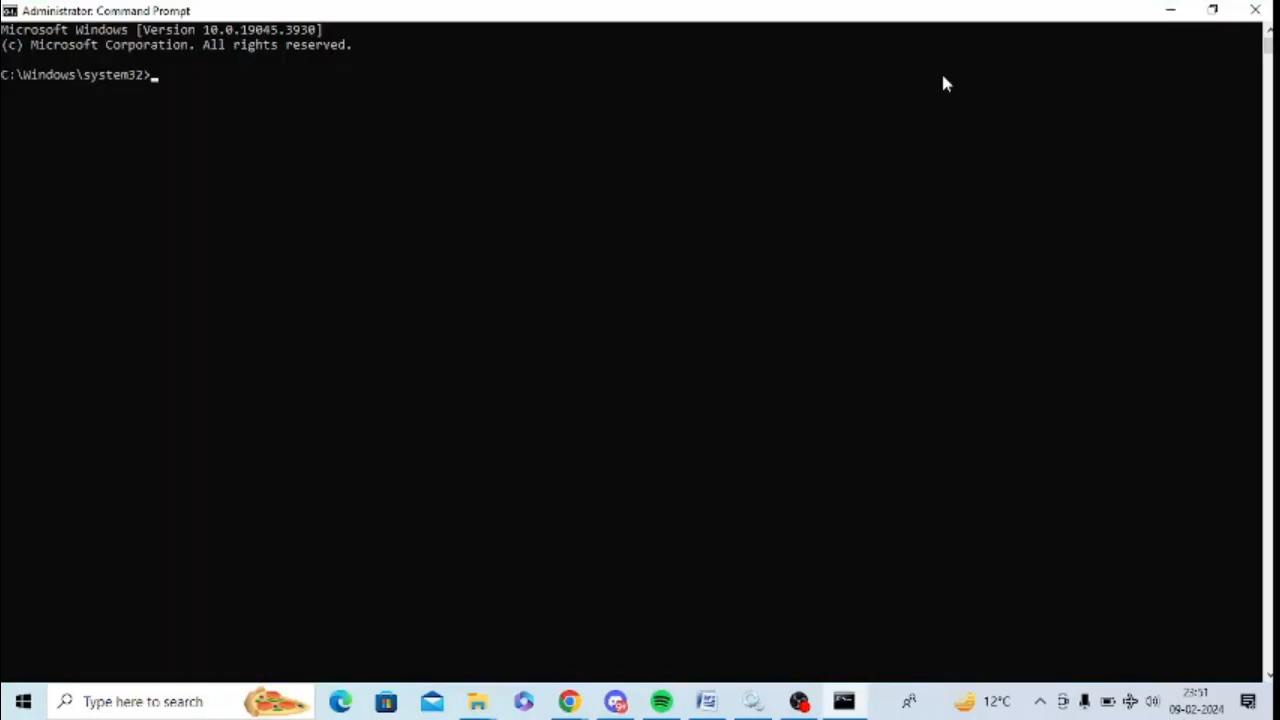 Administrator: Command Prompt
Microsoft Windows [Version 10.0.19045.3930]
(c) Microsoft Corporation. All rights reserved.
C:\Windows\system32>
Type here to search
12°C
23:51
09-02-2024